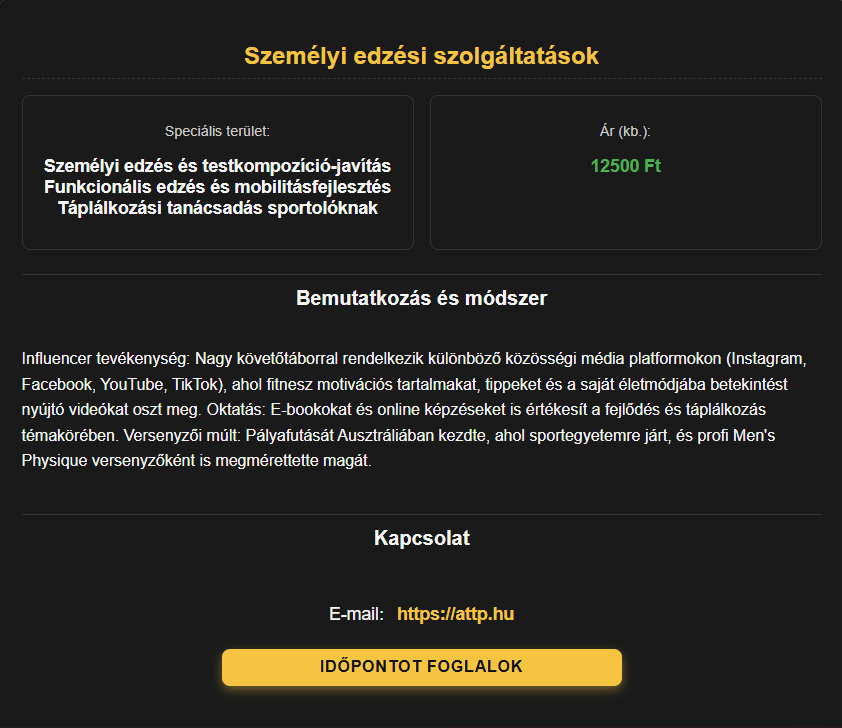 Személyi edzési szolgáltatások
Speciális terület:
Személyi edzés és testkompozíció-javítás
Funkcionális edzés és mobilitásfejlesztés
Táplálkozási tanácsadás sportolóknak
Ár (kb.):
12500 Ft
Bemutatkozás és módszer
Influencer tevékenység: Nagy követőtáborral rendelkezik különböző közösségi média platformokon (Instagram,
Facebook, YouTube, TikTok), ahol fitnesz motivációs tartalmakat, tippeket és a saját életmódjába betekintést
nyújtó videókat oszt meg. Oktatás: E-bookokat és online képzéseket is értékesít a fejlődés és táplálkozás
témakörében. Versenyzői múlt: Pályafutását Ausztráliában kezdte, ahol sportegyetemre járt, és profi Men's
Physique versenyzőként is megmérettette magát.
Kapcsolat
E-mail: https://attp.hu
IDŐPONTOT FOGLALOK